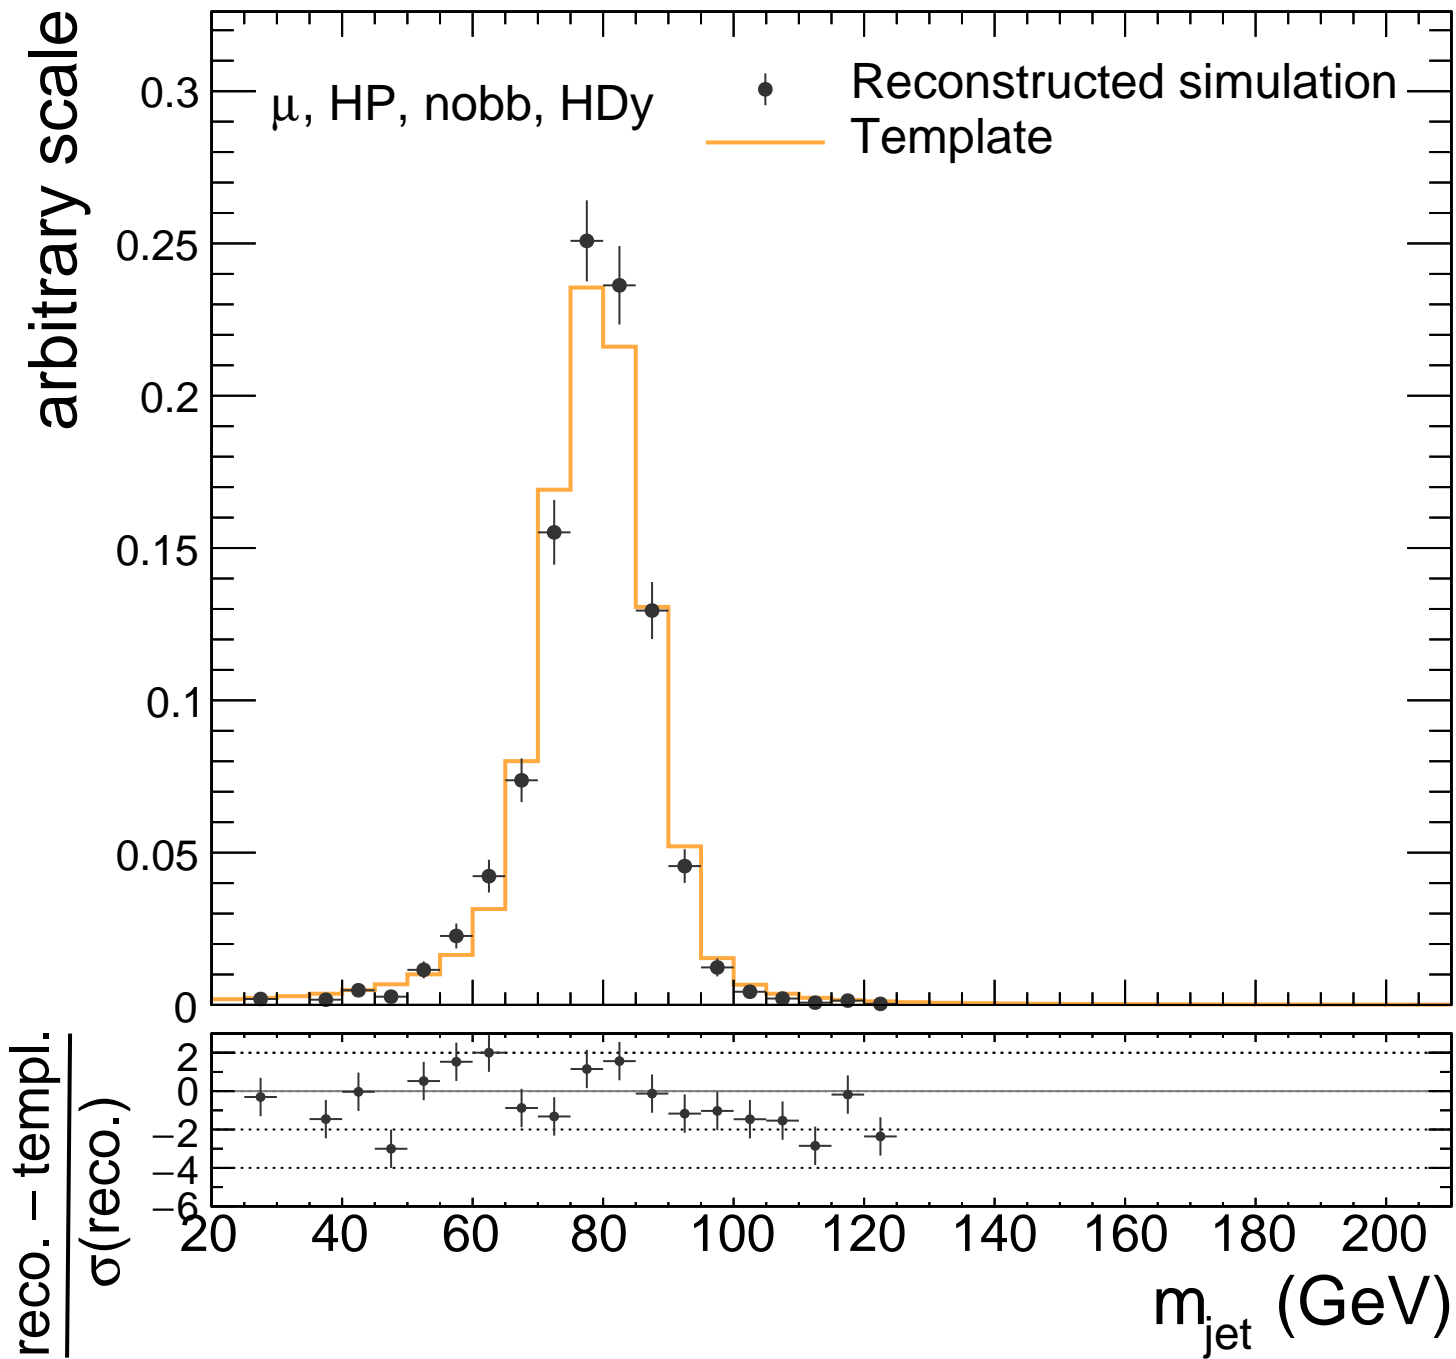 arbitrary scale
0.3
0.25
0.2
0.15
0.1
0.05
0
μ, HP, nobb, HDy
Reconstructed simulation
Template
reco. – templ.
σ(reco.)
2
0
−2
−4
−6
20 40 60 80 100 120 140 160 180 200
m_jet (GeV)